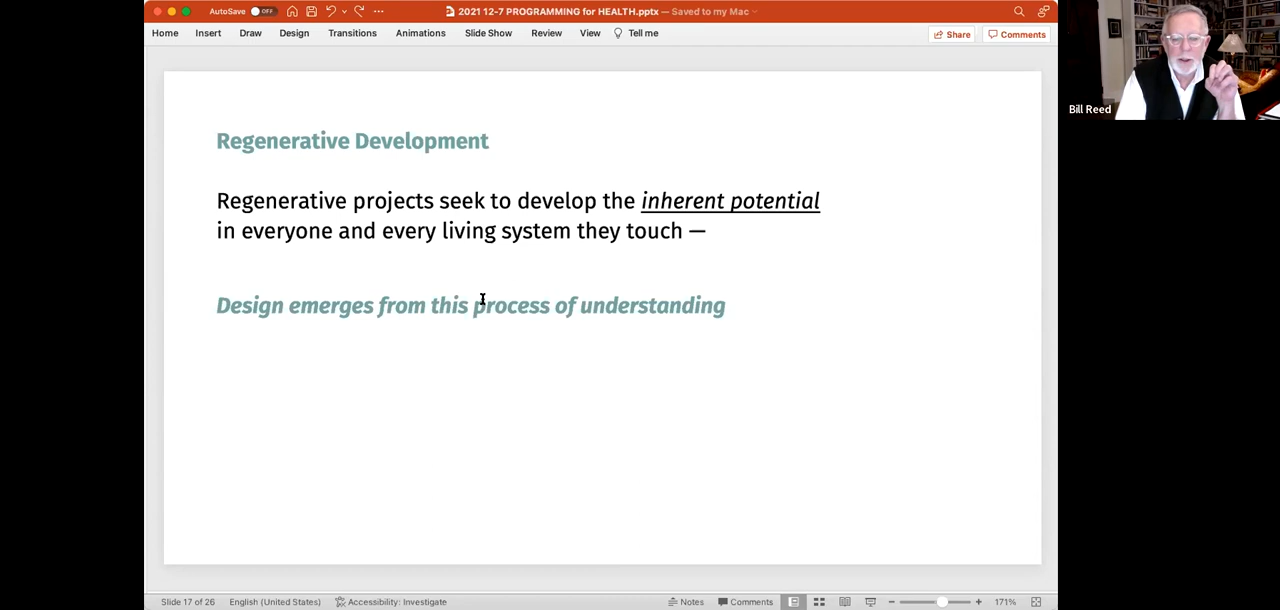 AutoSave OFF
2021 12-7 PROGRAMMING for HEALTH.pptx — Saved to my Mac
Home Insert Draw Design Transitions Animations Slide Show Review View Tell me
Share Comments
Bill Reed
Regenerative Development
Regenerative projects seek to develop the inherent potential
in everyone and every living system they touch —
Design emerges from this process of understanding
Slide 17 of 26 English (United States) Accessibility: Investigate Notes Comments 171%